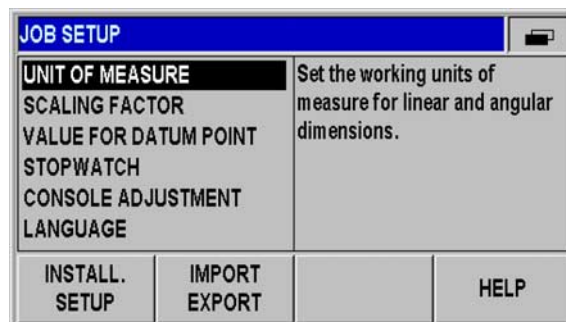 JOB SETUP
UNIT OF MEASURE
SCALING FACTOR
VALUE FOR DATUM POINT
STOPWATCH
CONSOLE ADJUSTMENT
LANGUAGE
Set the working units of
measure for linear and angular
dimensions.
INSTALL.
SETUP
IMPORT
EXPORT
HELP